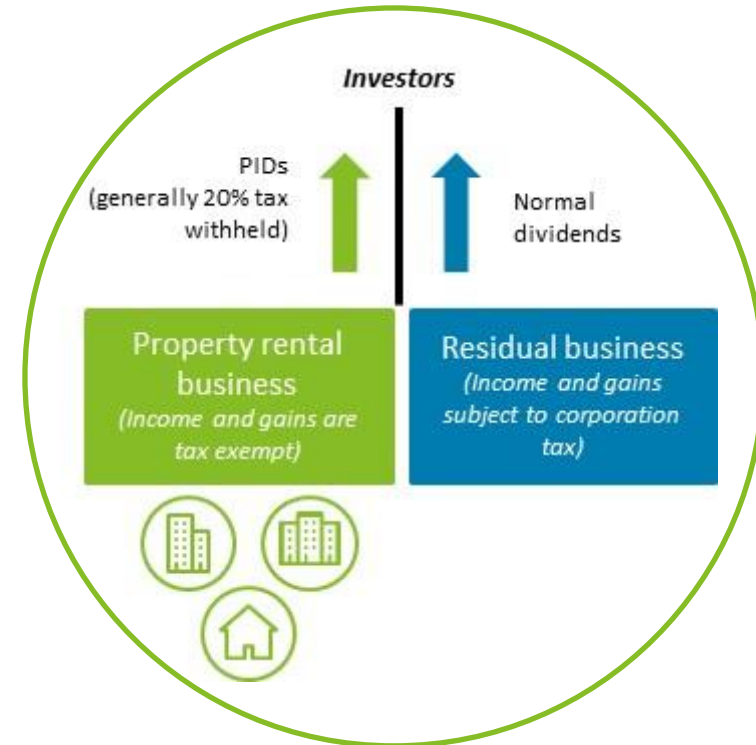 Investors
PIDs
(generally 20% tax
withheld)
Normal
dividends
Property rental
business
(Income and gains are
tax exempt)
Residual business
(Income and gains
subject to corporation
tax)